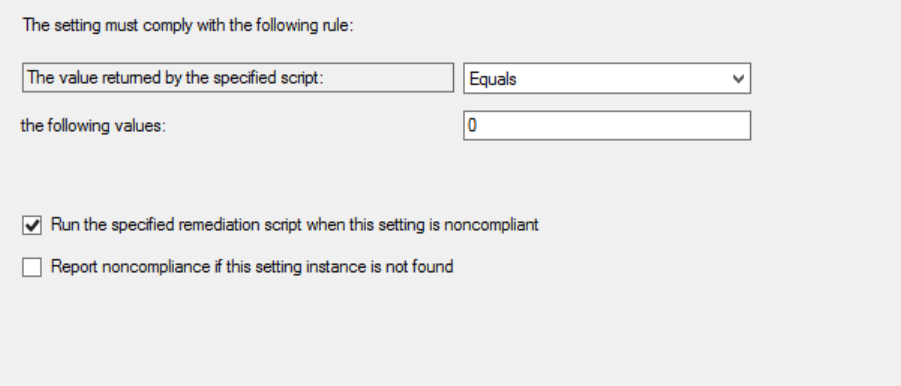 The setting must comply with the following rule:
The value returned by the specified script: Equals
the following values: 0
Run the specified remediation script when this setting is noncompliant
Report noncompliance if this setting instance is not found